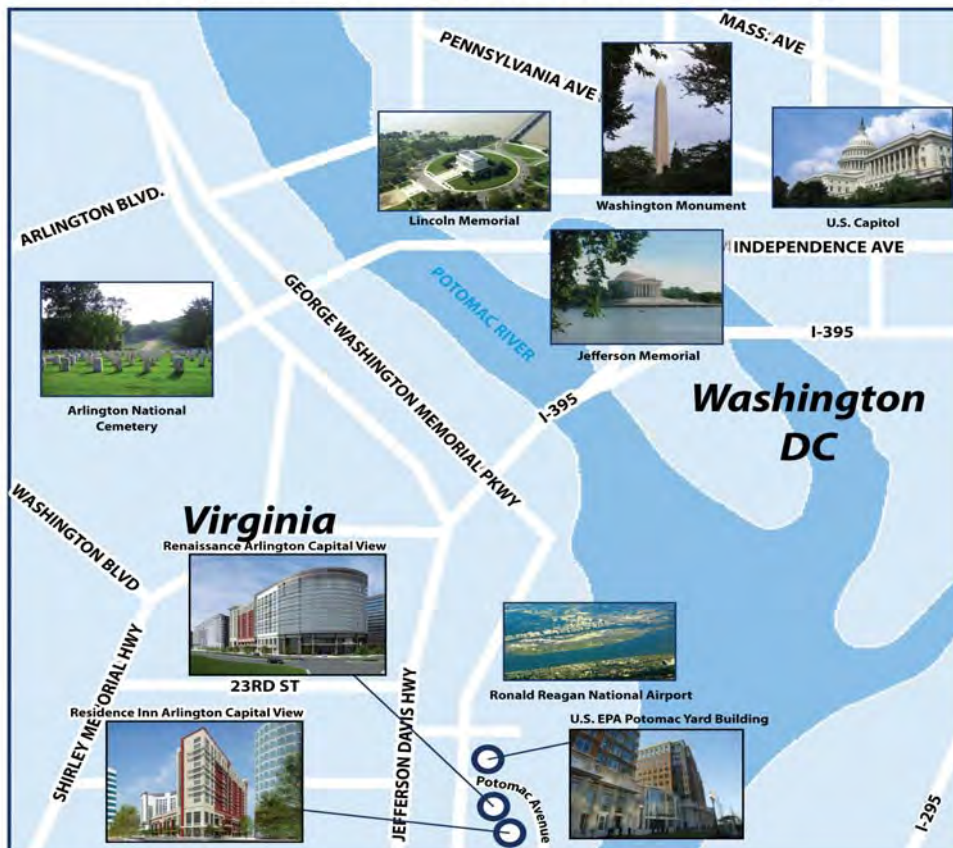 MASS. AVE
PENNSYLVANIA AVE
Lincoln Memorial
Washington Monument
U.S. Capitol
ARLINGTON BLVD.
INDEPENDENCE AVE
GEORGE WASHINGTON MEMORIAL PKWY
POTOMAC RIVER
I-395
Jefferson Memorial
Arlington National
Cemetery
I-395
Washington
DC
WASHINGTON BLVD
Virginia
Renaissance Arlington Capital View
23RD ST
Ronald Reagan National Airport
SHIRLEY MEMORIAL HWY
JEFFERSON DAVIS HWY
Residence Inn Arlington Capital View
U.S. EPA Potomac Yard Building
Potomac Avenue
I-295